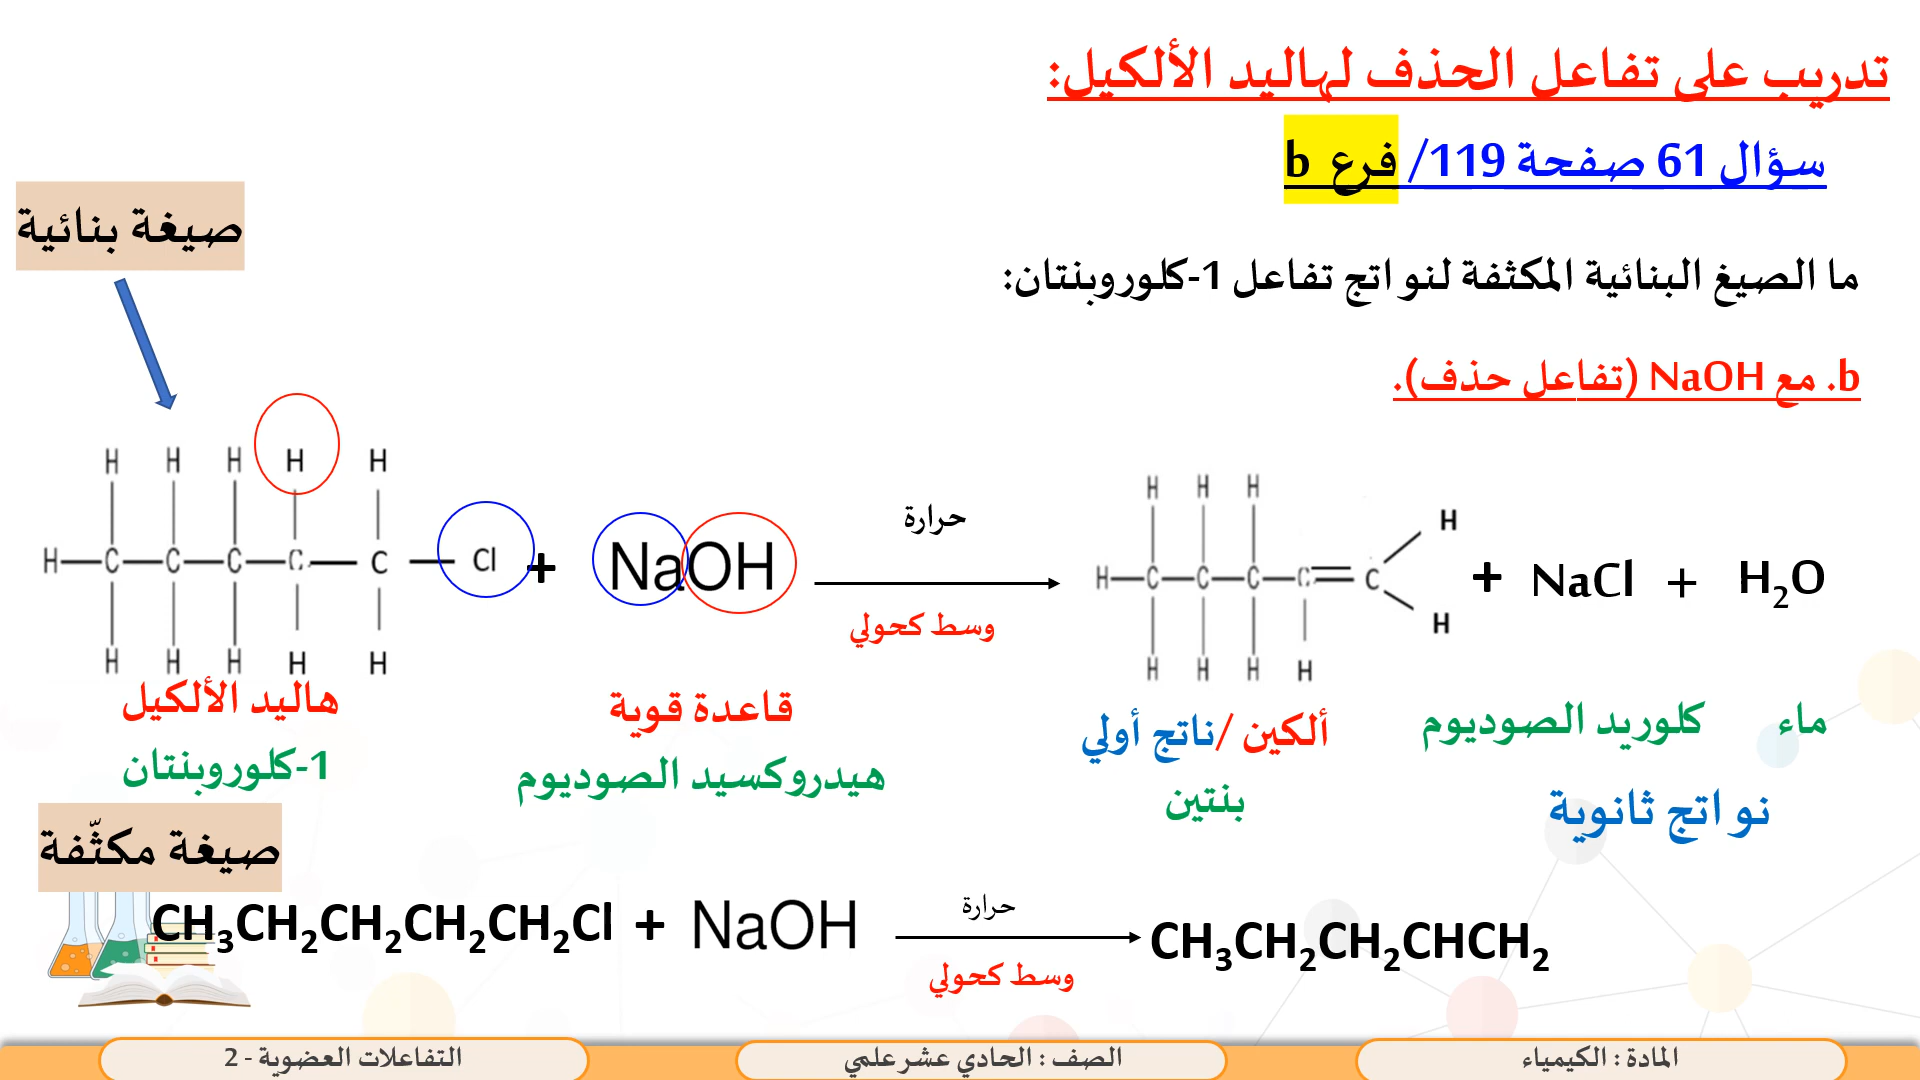 تدريب على تفاعل الحذف لهاليد الألكيل:
سؤال 61 صفحة 119/ فرع b
صيغة بنائية
ما الصيغ البنائية المكثفة لنواتج تفاعل 1-كلوروبنتان:
b. مع NaOH (تفاعل حذف).
H H H H H
H C C C C C Cl + NaOH
H H H H H
حرارة
وسط كحولي
H H H H
H C C C C C + NaCl + H₂O
H H H H H
هاليد الألكيل
1-كلوروبنتان
قاعدة قوية
هيدروكسيد الصوديوم
ألكين / ناتج أولي
بنتين
كلوريد الصوديوم
ماء
نواتج ثانوية
صيغة مكثّفة
CH₃CH₂CH₂CH₂CH₂Cl + NaOH
حرارة
وسط كحولي
CH₃CH₂CH₂CHCH₂
المادة : الكيمياء
الصف : الحادي عشر علمي
التفاعلات العضوية - 2